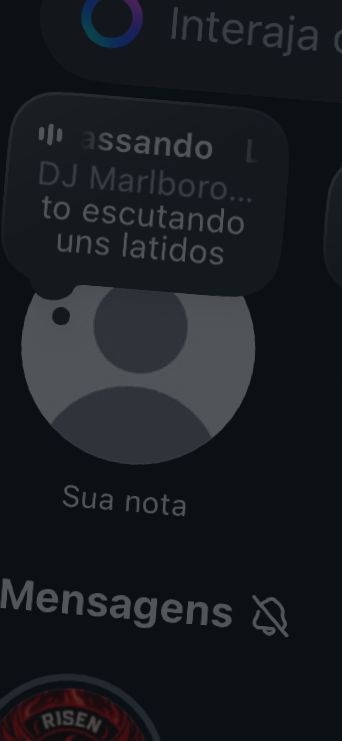 Interaja
assando L
DJ Marlboro...
to escutando
uns latidos
Sua nota
Mensagens
RISEN